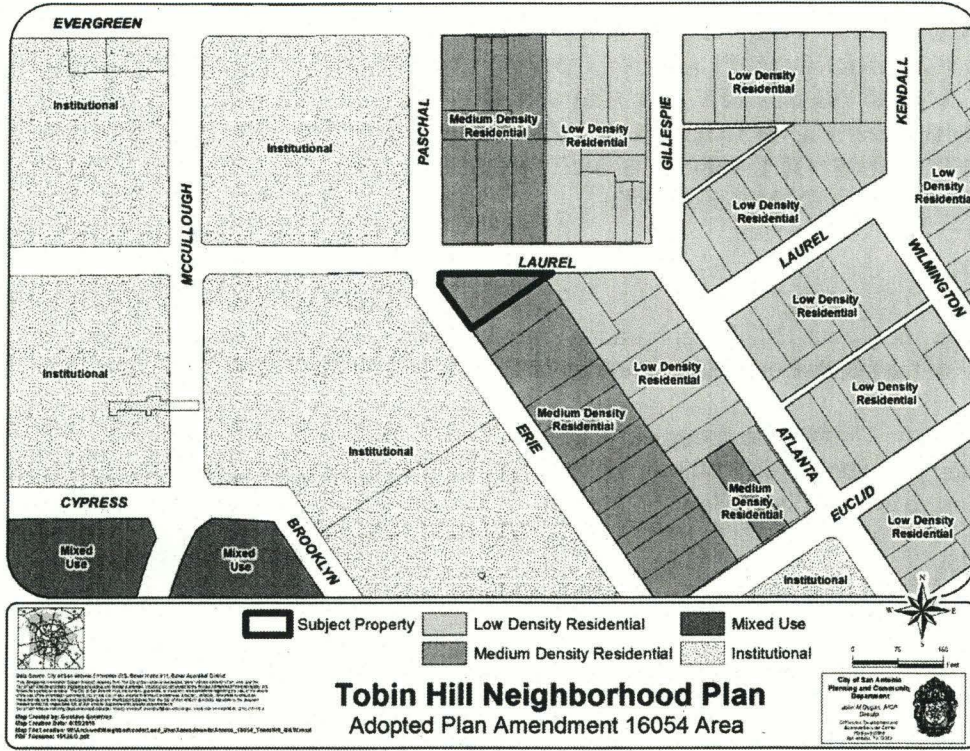 EVERGREEN
Institutional
Institutional
MCCULLOUGH
PASCHAL
Medium Density
Residential
Low Density
Residential
GILLESPIE
Low Density
Residential
KENDALL
Low
Density
Residential
Low Density
Residential
LAUREL
LAUREL
WILMINGTON
Low Density
Residential
Institutional
Institutional
Low Density
Residential
Low Density
Residential
Medium Density
Residential
ERIE
ATLANTA
Medium
Density
Residential
EUCLID
Low Density
Residential
CYPRESS
BROOKLYN
Mixed
Use
Mixed
Use
Institutional
N
W
E
S
Subject Property
Low Density Residential
Mixed Use
Medium Density Residential
Institutional
Tobin Hill Neighborhood Plan
Adopted Plan Amendment 16054 Area
City of San Antonio
Planning and Community
Department